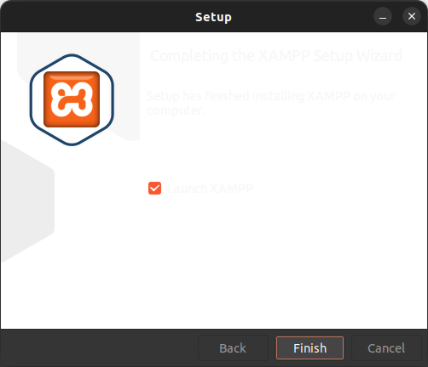 Setup
Completing the XAMPP Setup Wizard
Setup has finished installing XAMPP on your
computer.
Launch XAMPP
Back
Finish
Cancel